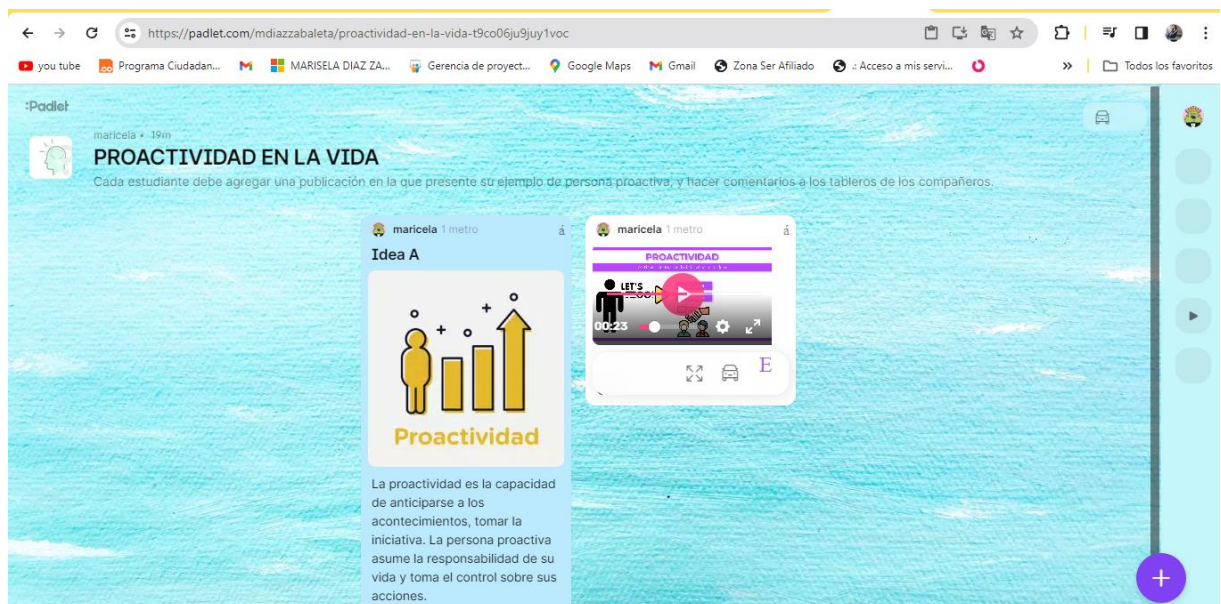 https://padlet.com/mdiazzabaleta/proactividad-en-la-vida-t9co06ju9juy1voc
you tube Programa Ciudadan... MARISELA DIAZ ZA... Gerencia de proyect... Google Maps Gmail Zona Ser Afiliado .: Acceso a mis servi... » Todos los favoritos
:Padlet
maricela • 19m
PROACTIVIDAD EN LA VIDA
Cada estudiante debe agregar una publicación en la que presente su ejemplo de persona proactiva, y hacer comentarios a los tableros de los compañeros.
maricela 1 metro á
Idea A
Proactividad
La proactividad es la capacidad
de anticiparse a los
acontecimientos, tomar la
iniciativa. La persona proactiva
asume la responsabilidad de su
vida y toma el control sobre sus
acciones.
maricela 1 metro á
PROACTIVIDAD
LET'S
00:23
E